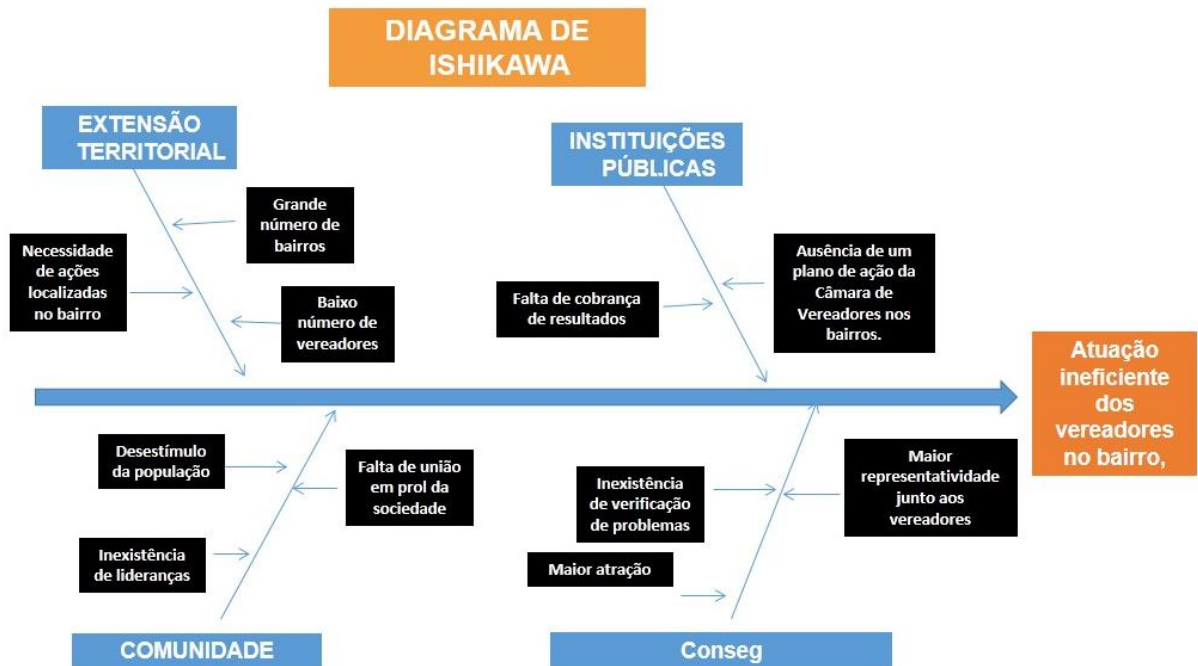 DIAGRAMA DE
ISHIKAWA
EXTENSÃO
TERRITORIAL
INSTITUIÇÕES
PÚBLICAS
Grande
número de
bairros
Necessidade
de ações
localizadas
no bairro
Baixo
número de
vereadores
Falta de cobrança
de resultados
Ausência de um
plano de ação da
Câmara de
Vereadores nos
bairros.
Atuação
ineficiente
dos
vereadores
no bairro,
Desestímulo
da população
Falta de união
em prol da
sociedade
Inexistência
de lideranças
Inexistência
de verificação
de problemas
Maior
representatividade
junto aos
vereadores
Maior atração
COMUNIDADE
Conseg